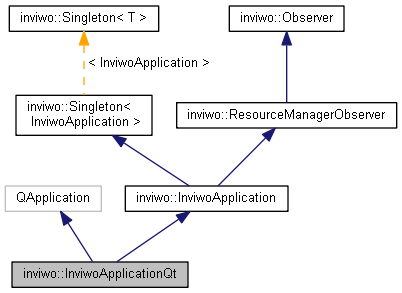 inviwo::Singleton< T >
inviwo::Observer
< InviwoApplication >
inviwo::Singleton<
InviwoApplication >
inviwo::ResourceManagerObserver
QApplication
inviwo::InviwoApplication
inviwo::InviwoApplicationQt